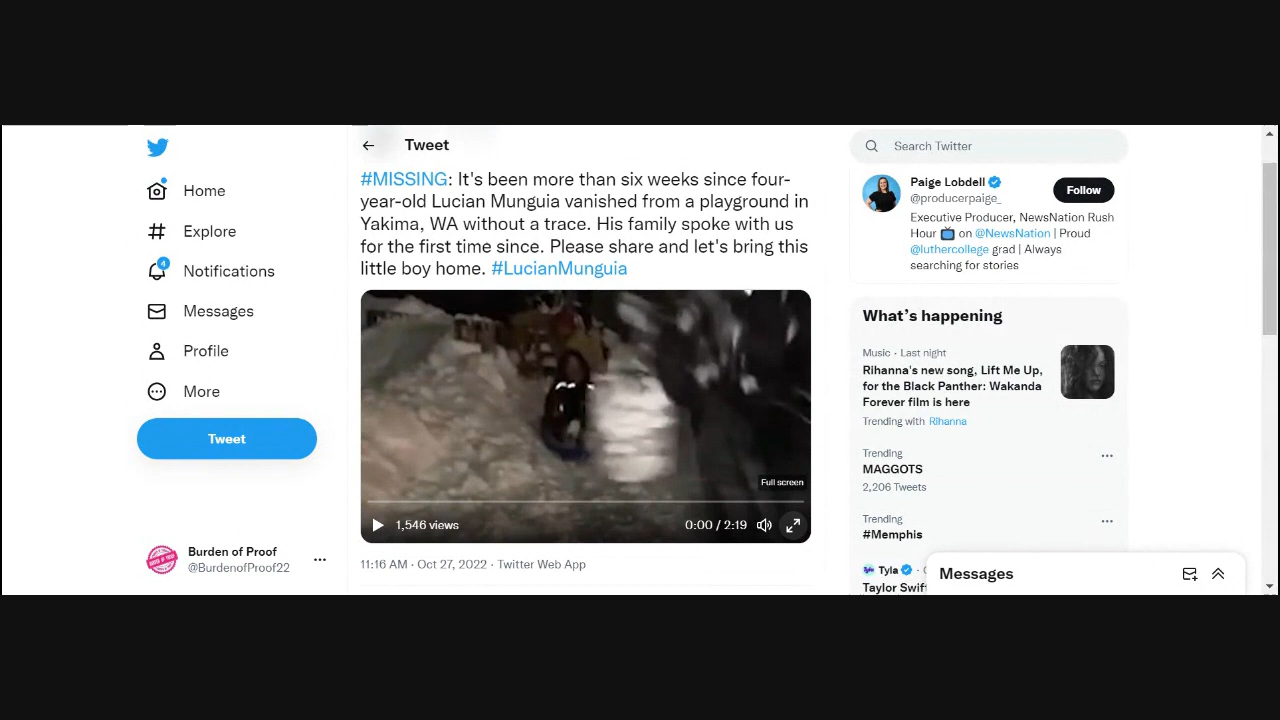 Tweet
Search Twitter
#MISSING: It's been more than six weeks since four-
year-old Lucian Munguia vanished from a playground in
Yakima, WA without a trace. His family spoke with us
for the first time since. Please share and let's bring this
little boy home. #LucianMunguia
Full screen
1,546 views
0:00 / 2:19
11:16 AM · Oct 27, 2022 · Twitter Web App
Home
Explore
4
Notifications
Messages
Profile
More
Tweet
Burden of Proof
@BurdenofProof22
Paige Lobdell
@producerpaige_
Follow
Executive Producer, NewsNation Rush
Hour 📺 on @NewsNation | Proud
@luthercollege grad | Always
searching for stories
What's happening
Music · Last night
Rihanna's new song, Lift Me Up,
for the Black Panther: Wakanda
Forever film is here
Trending with Rihanna
Trending
MAGGOTS
2,206 Tweets
Trending
#Memphis
Tyla
Taylor Swif
Messages